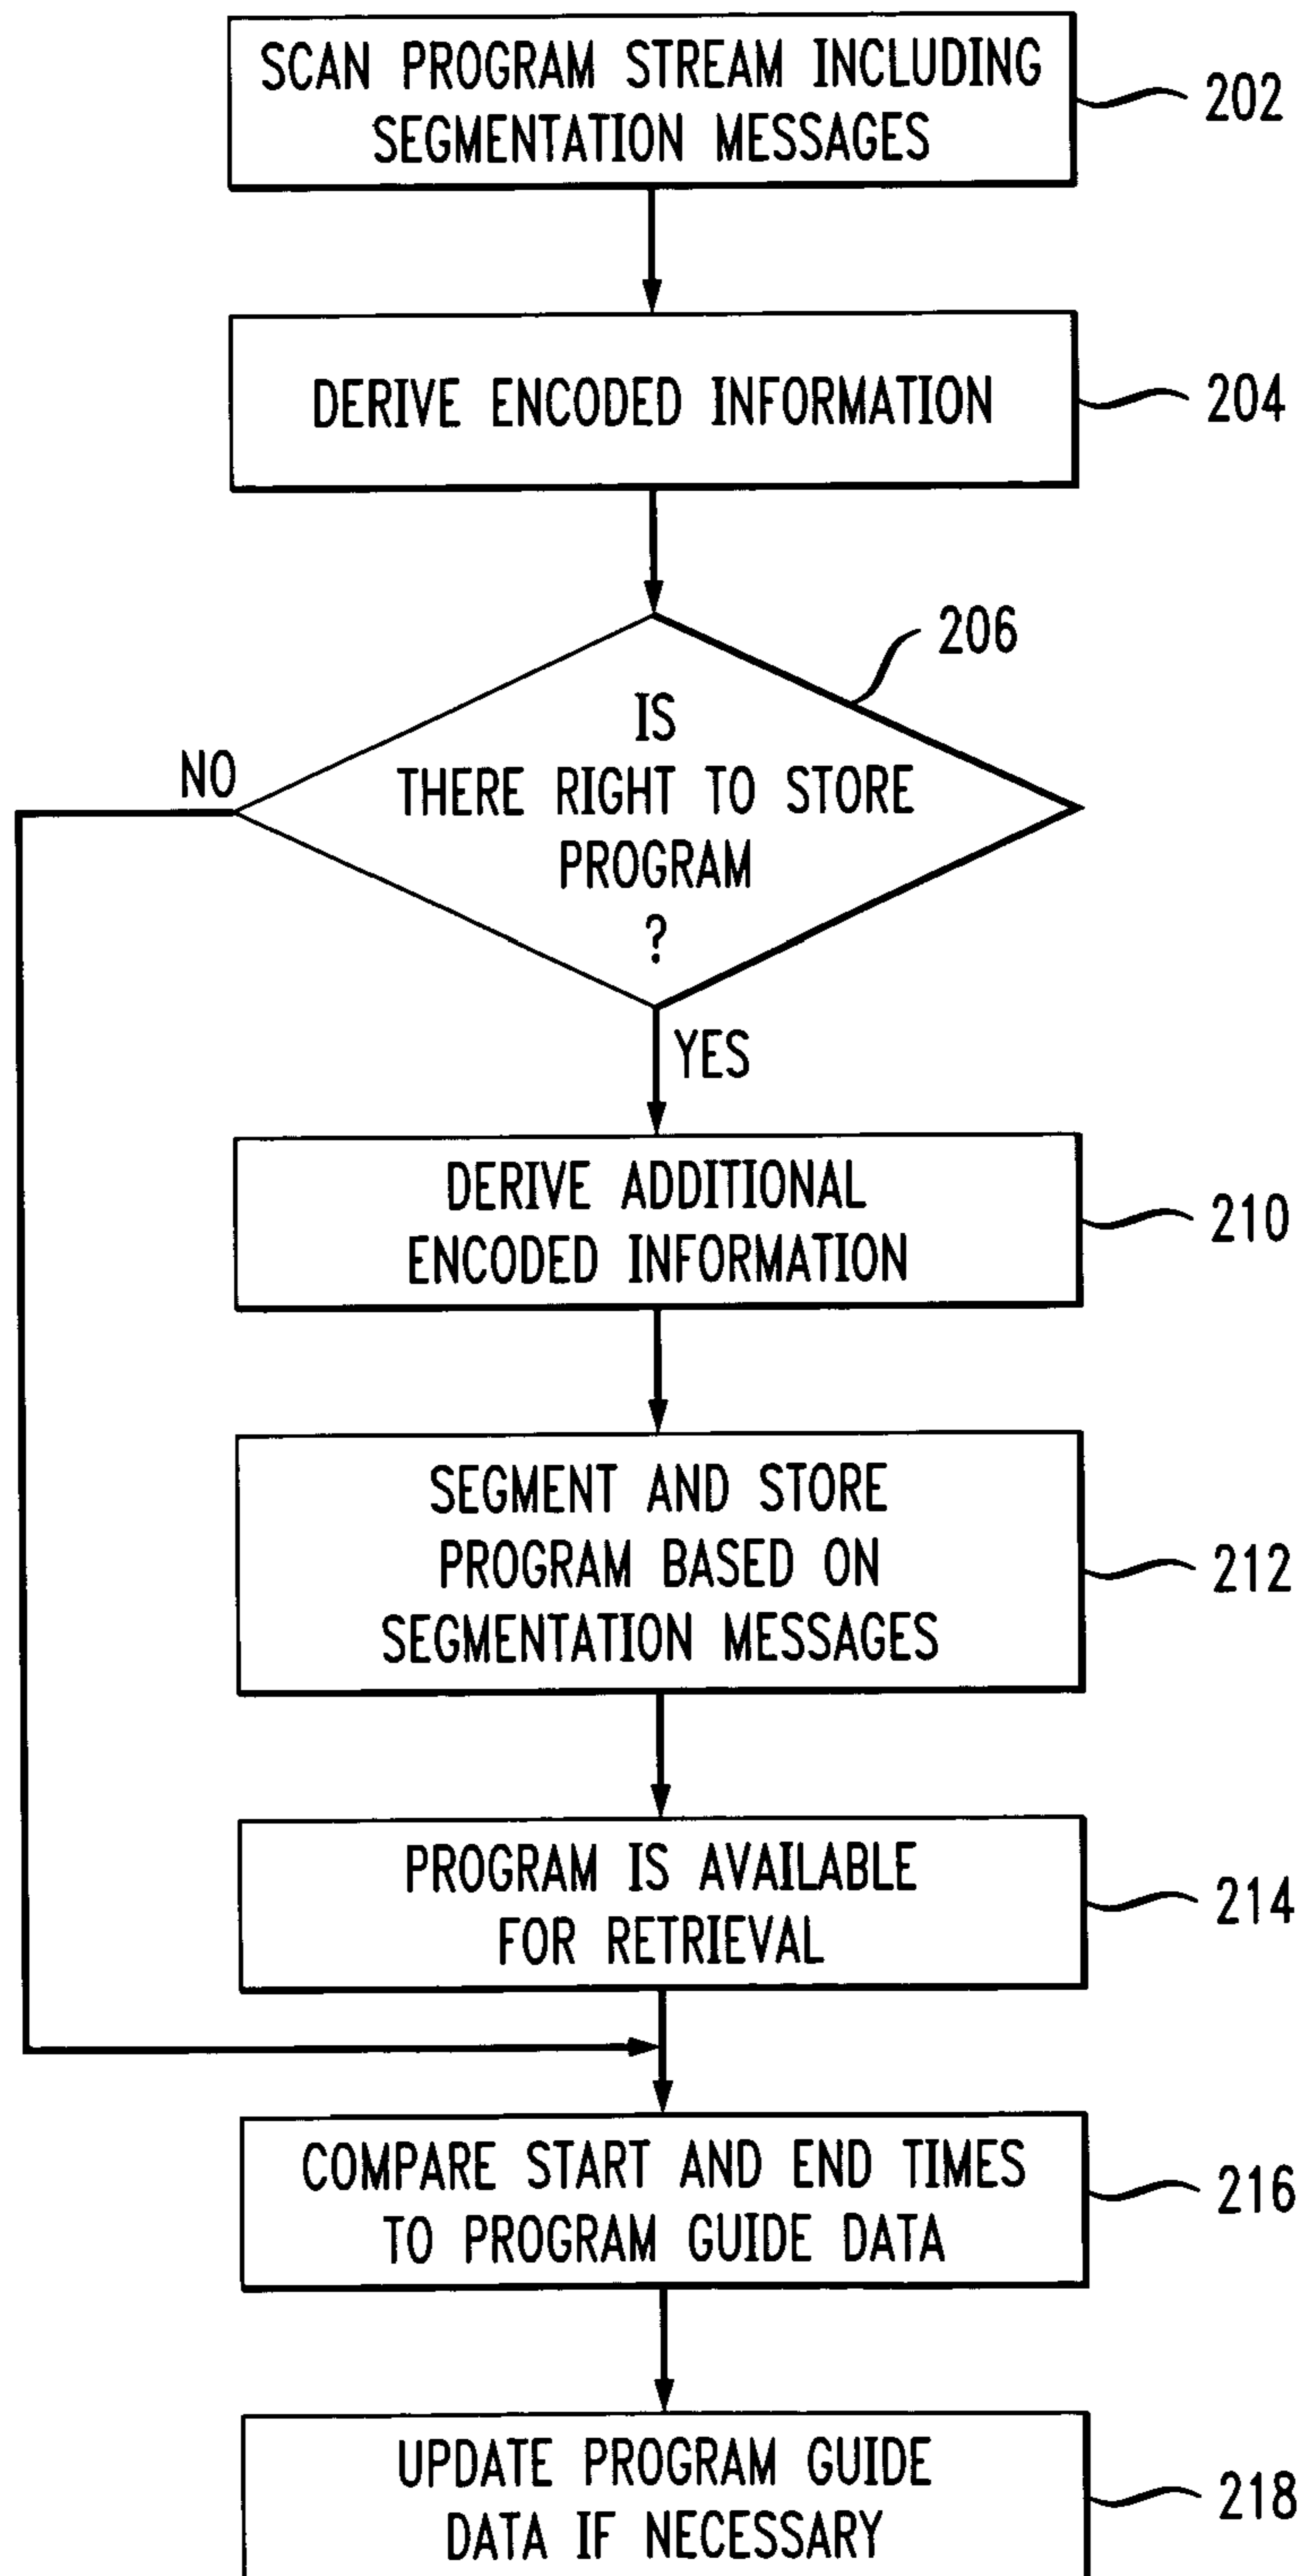 SCAN PROGRAM STREAM INCLUDING
SEGMENTATION MESSAGES
202
DERIVE ENCODED INFORMATION
204
206
IS
THERE RIGHT TO STORE
PROGRAM
?
NO
YES
DERIVE ADDITIONAL
ENCODED INFORMATION
210
SEGMENT AND STORE
PROGRAM BASED ON
SEGMENTATION MESSAGES
212
PROGRAM IS AVAILABLE
FOR RETRIEVAL
214
COMPARE START AND END TIMES
TO PROGRAM GUIDE DATA
216
UPDATE PROGRAM GUIDE
DATA IF NECESSARY
218